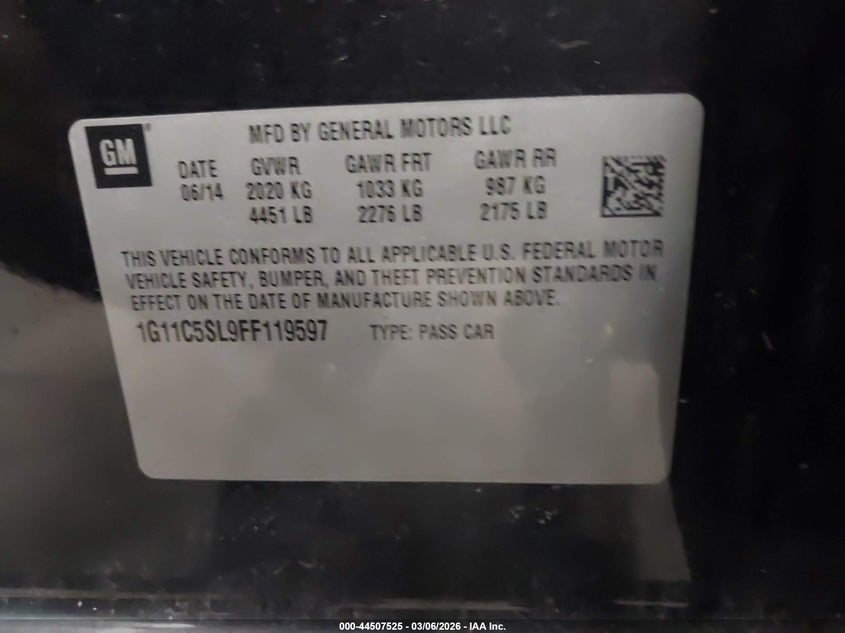 GM
MFD BY GENERAL MOTORS LLC
DATE GVWR GAWR FRT GAWR RR
06/14 2020 KG 1033 KG 987 KG
4451 LB 2276 LB 2175 LB
THIS VEHICLE CONFORMS TO ALL APPLICABLE U.S. FEDERAL MOTOR
VEHICLE SAFETY, BUMPER, AND THEFT PREVENTION STANDARDS IN
EFFECT ON THE DATE OF MANUFACTURE SHOWN ABOVE.
1G11C5SL9FF119597 TYPE: PASS CAR
000-44507525 - 03/06/2026 - IAA Inc.